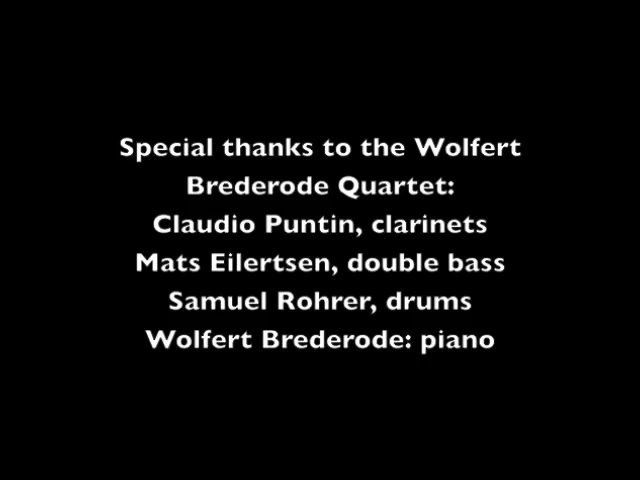 Special thanks to the Wolfert
Brederode Quartet:
Claudio Puntin, clarinets
Mats Eilertsen, double bass
Samuel Rohrer, drums
Wolfert Brederode: piano